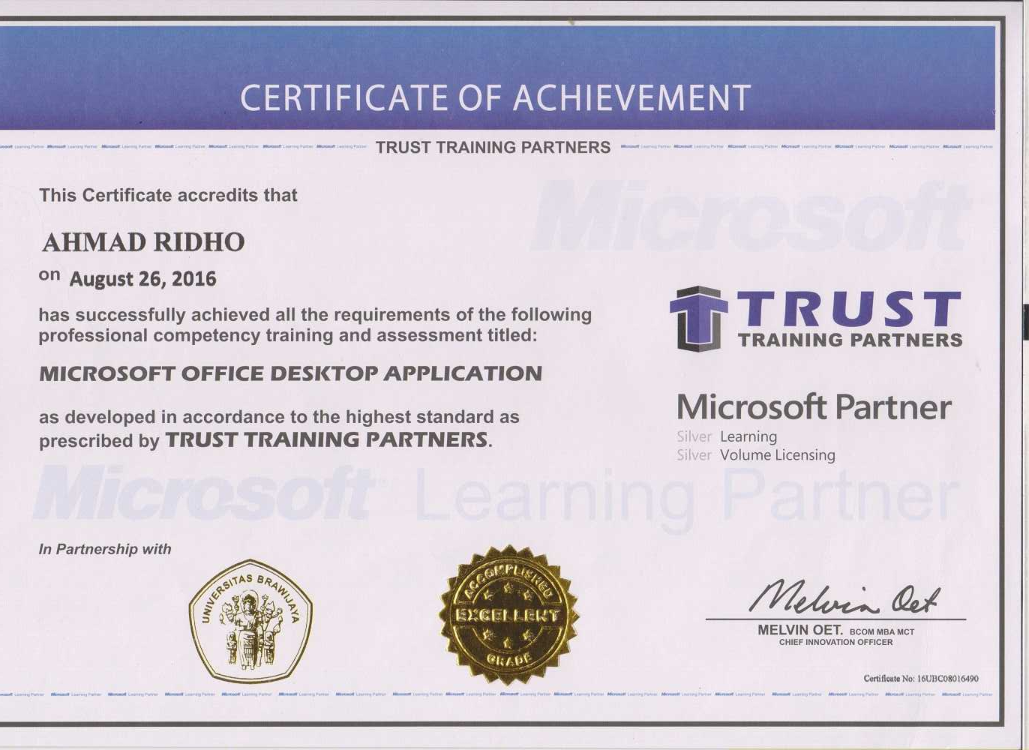 CERTIFICATE OF ACHIEVEMENT
TRUST TRAINING PARTNERS
This Certificate accredits that
Microsoft
AHMAD RIDHO
on August 26, 2016
has successfully achieved all the requirements of the following
professional competency training and assessment titled:
TRUST
TRAINING PARTNERS
MICROSOFT OFFICE DESKTOP APPLICATION
Microsoft Partner
Silver Learning
Silver Volume Licensing
as developed in accordance to the highest standard as
prescribed by TRUST TRAINING PARTNERS.
Microsoft Learning Partner
In Partnership with
UNIVERSITAS BRAWIJAYA
ACCOMPLISHED
EXCELLENT
GRADE
Melvin Oet
MELVIN OET. BCOM MBA MCT
CHIEF INNOVATION OFFICER
Certificate No: 16UBC08016490